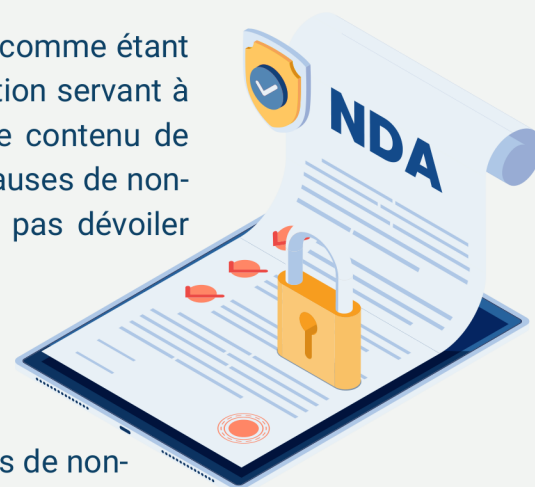 comme étant
tion servant à
e contenu de
auses de non-
pas dévoiler
NDA
s de non-